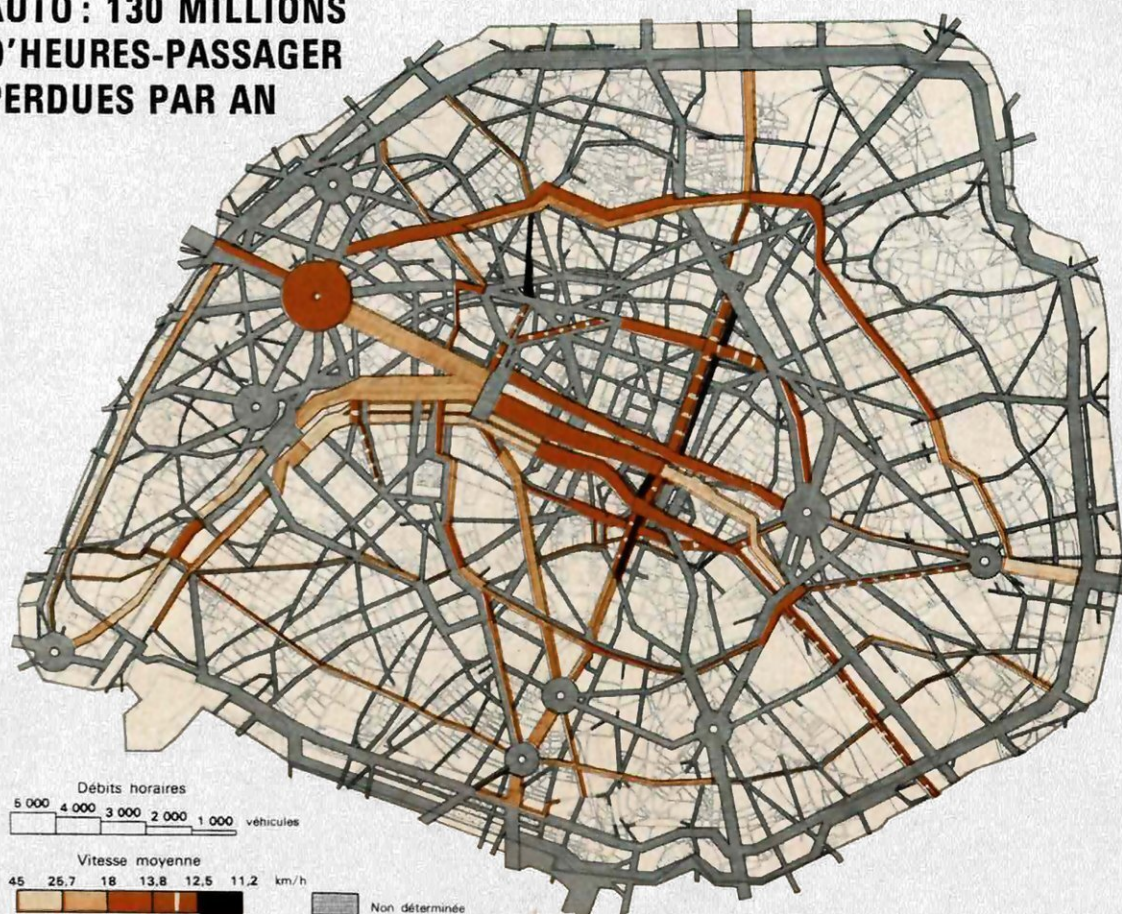 AUTO : 130 MILLIONS
D'HEURES-PASSAGER
PERDUES PAR AN
Débits horaires
5 000 4 000 3 000 2 000 1 000 véhicules
Vitesse moyenne
45 25,7 18 13,8 12,5 11,2 km/h
Non déterminée